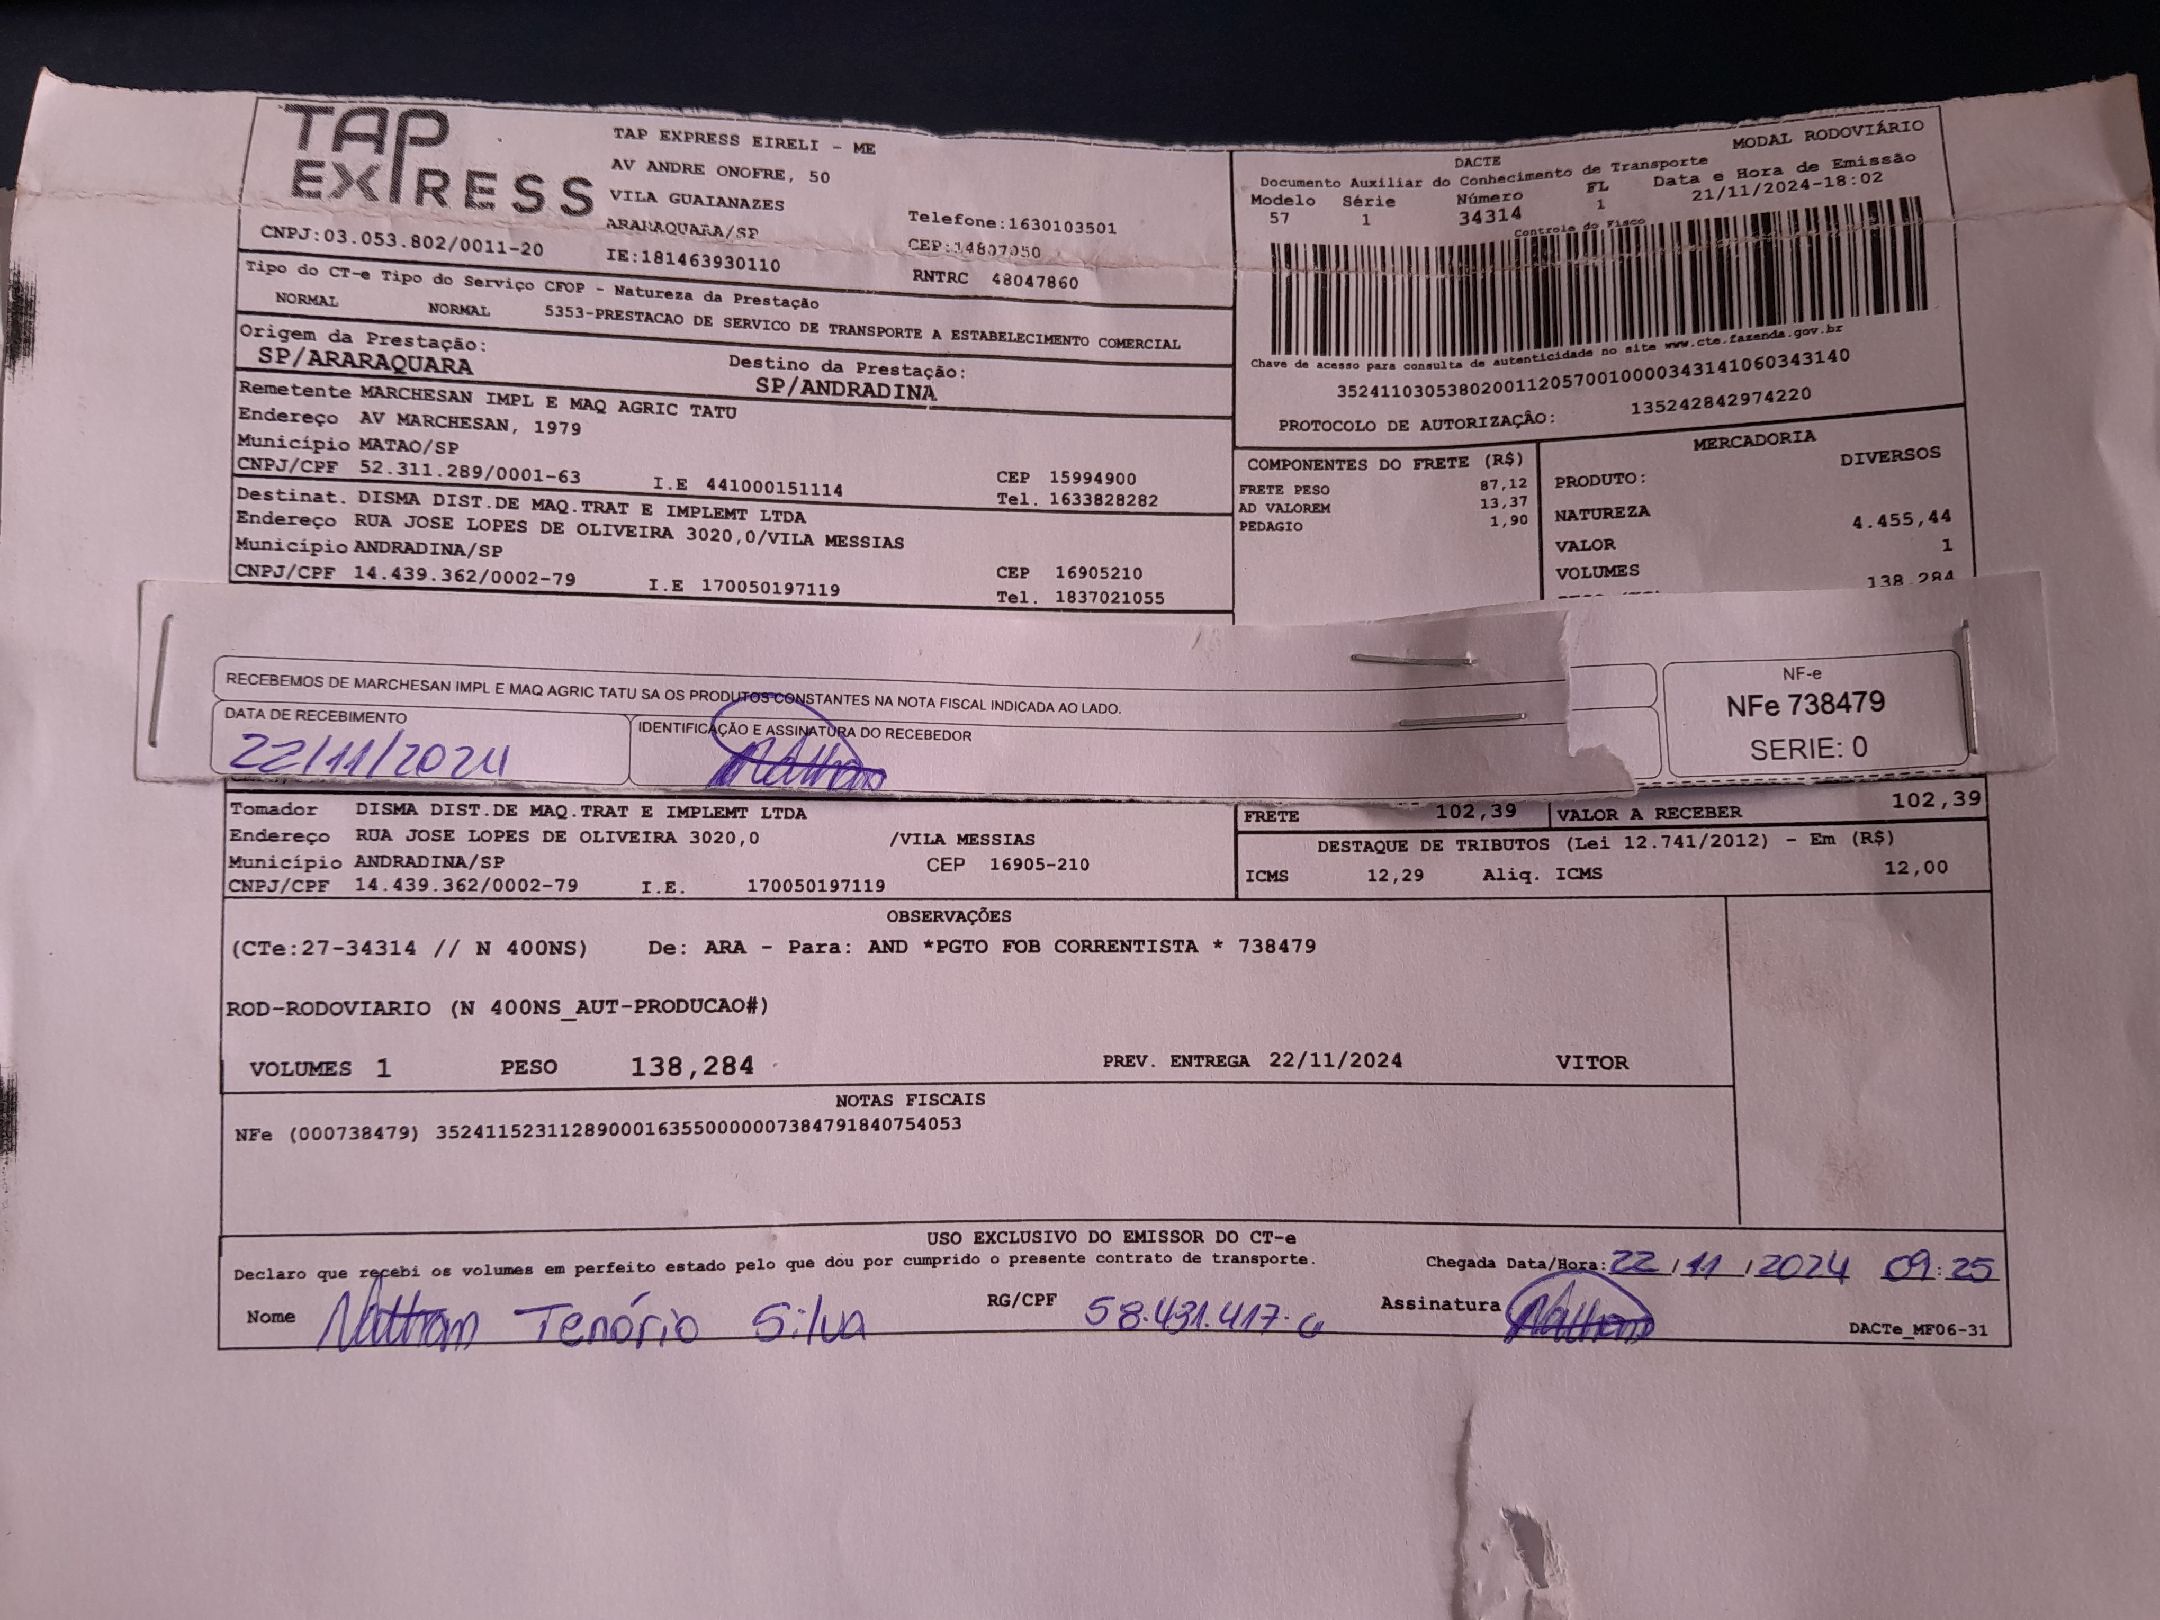 TAP EXPRESS
TAP EXPRESS EIRELI - ME
AV ANDRE ONOFRE, 50
VILA GUAIANAZES
ARARAQUARA/SP
Telefone:1630103501
CEP:14807050
CNPJ:03.053.802/0011-20
IE:181463930110
RNTRC 48047860
MODAL RODOVIÁRIO
DACTE
Documento Auxiliar do Conhecimento de Transporte
Modelo Série Número FL Data e Hora de Emissão
57 1 34314 1 21/11/2024-18:02
Controle do Fisco
Chave de acesso para consulta de autenticidade no site www.cte.fazenda.gov.br
35241103053802001120570010000343141060343140
PROTOCOLO DE AUTORIZAÇÃO: 135242842974220
Tipo do CT-e Tipo do Serviço CFOP - Natureza da Prestação
NORMAL NORMAL 5353-PRESTACAO DE SERVICO DE TRANSPORTE A ESTABELECIMENTO COMERCIAL
Origem da Prestação: Destino da Prestação:
SP/ARARAQUARA SP/ANDRADINA
Remetente MARCHESAN IMPL E MAQ AGRIC TATU
Endereço AV MARCHESAN, 1979
Município MATAO/SP CEP 15994900
CNPJ/CPF 52.311.289/0001-63 I.E 441000151114 Tel. 1633828282
Destinat. DISMA DIST.DE MAQ.TRAT E IMPLEMT LTDA
Endereço RUA JOSE LOPES DE OLIVEIRA 3020,0/VILA MESSIAS
Município ANDRADINA/SP CEP 16905210
CNPJ/CPF 14.439.362/0002-79 I.E 170050197119 Tel. 1837021055
COMPONENTES DO FRETE (R$)
FRETE PESO 87,12
AD VALOREM 13,37
PEDAGIO 1,90
MERCADORIA
PRODUTO: DIVERSOS
NATUREZA
VALOR 4.455,44
VOLUMES 1
138,284
RECEBEMOS DE MARCHESAN IMPL E MAQ AGRIC TATU SA OS PRODUTOS CONSTANTES NA NOTA FISCAL INDICADA AO LADO.
DATA DE RECEBIMENTO IDENTIFICAÇÃO E ASSINATURA DO RECEBEDOR
22/11/2024 Nathan
NF-e
NFe 738479
SERIE: 0
Tomador DISMA DIST.DE MAQ.TRAT E IMPLEMT LTDA
Endereço RUA JOSE LOPES DE OLIVEIRA 3020,0 /VILA MESSIAS
Município ANDRADINA/SP CEP 16905-210
CNPJ/CPF 14.439.362/0002-79 I.E. 170050197119
FRETE 102,39 VALOR A RECEBER 102,39
DESTAQUE DE TRIBUTOS (Lei 12.741/2012) - Em (R$)
ICMS 12,29 Aliq. ICMS 12,00
OBSERVAÇÕES
(CTe:27-34314 // N 400NS) De: ARA - Para: AND *PGTO FOB CORRENTISTA * 738479
ROD-RODOVIARIO (N 400NS_AUT-PRODUCAO#)
VOLUMES 1 PESO 138,284 PREV. ENTREGA 22/11/2024 VITOR
NOTAS FISCAIS
NFe (000738479) 35241152311289000163550000007384791840754053
USO EXCLUSIVO DO EMISSOR DO CT-e
Declaro que recebi os volumes em perfeito estado pelo que dou por cumprido o presente contrato de transporte. Chegada Data/Hora: 22/11/2024 09:25
Nome Nathan Tenório Silva RG/CPF 58.431.417-6 Assinatura Nathan
DACTe_MF06-31